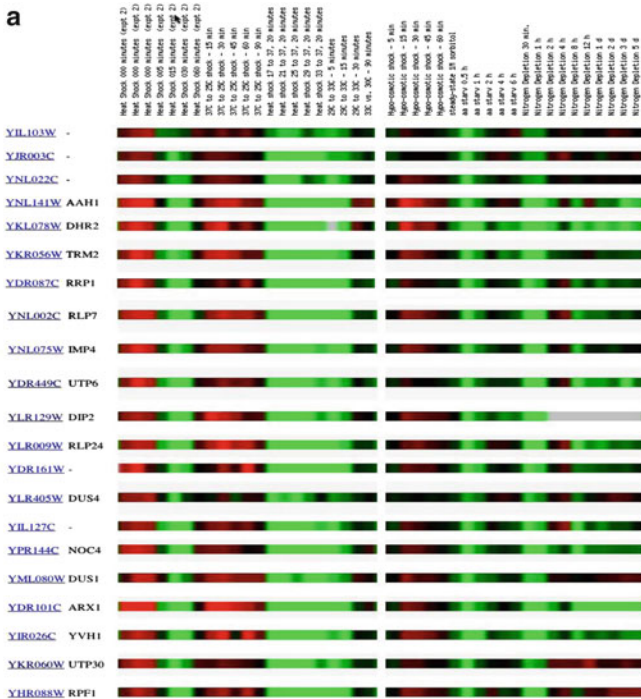 a
Heat Shock 000 minutes (expt 2)
Heat Shock 000 minutes (expt 2)
Heat Shock 000 minutes (expt 2)
Heat Shock 005 minutes (expt 2)
Heat Shock 015 minutes (expt 2)
Heat Shock 030 minutes (expt 2)
Heat Shock 060 minutes (expt 2)
37C to 25C shock - 15 min
37C to 25C shock - 30 min
37C to 25C shock - 45 min
37C to 25C shock - 60 min
37C to 25C shock - 90 min
heat shock 17 to 37, 20 minutes
heat shock 21 to 37, 20 minutes
heat shock 25 to 37, 20 minutes
heat shock 29 to 37, 20 minutes
heat shock 33 to 37, 20 minutes
29C to 33C - 5 minutes
29C to 33C - 15 minutes
29C to 33C - 30 minutes
33C vs. 30C - 90 minutes
Hypo-osmotic shock - 5 min
Hypo-osmotic shock - 15 min
Hypo-osmotic shock - 30 min
Hypo-osmotic shock - 45 min
Hypo-osmotic shock - 60 min
steady-state 1M sorbitol
aa starv 0.5 h
aa starv 1 h
aa starv 2 h
aa starv 4 h
aa starv 6 h
Nitrogen Depletion 30 min.
Nitrogen Depletion 1 h
Nitrogen Depletion 2 h
Nitrogen Depletion 4 h
Nitrogen Depletion 8 h
Nitrogen Depletion 12 h
Nitrogen Depletion 1 d
Nitrogen Depletion 2 d
Nitrogen Depletion 3 d
Nitrogen Depletion 5 d
YIL103W -
YJR003C -
YNL022C -
YNL141W AAH1
YKL078W DHR2
YKR056W TRM2
YDR087C RRP1
YNL002C RLP7
YNL075W IMP4
YDR449C UTP6
YLR129W DIP2
YLR009W RLP24
YDR161W -
YLR405W DUS4
YIL127C -
YPR144C NOC4
YML080W DUS1
YDR101C ARX1
YIR026C YVH1
YKR060W UTP30
YHR088W RPF1